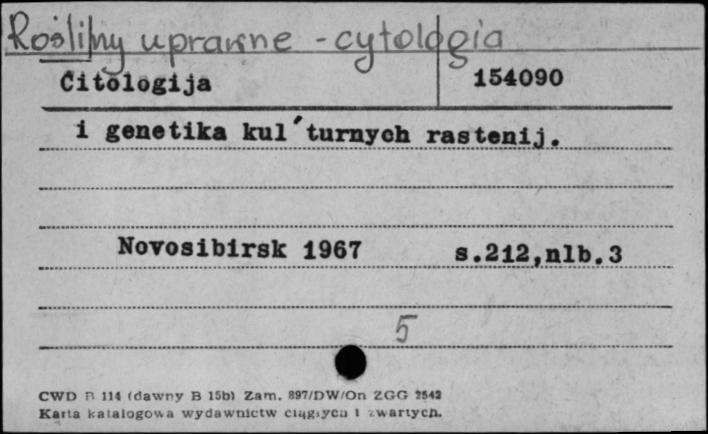 Rośliny uprawne - cytologia
Citologija 154090
i genetika kul´turnych rastenij.
Novosibirsk 1967 s.212,nlb.3
5
CWD B 114 (dawny B 15b) Zam. 897/DW/On ZGG 2542
Karta katalogowa wydawnictw ciągłych i zwartych.